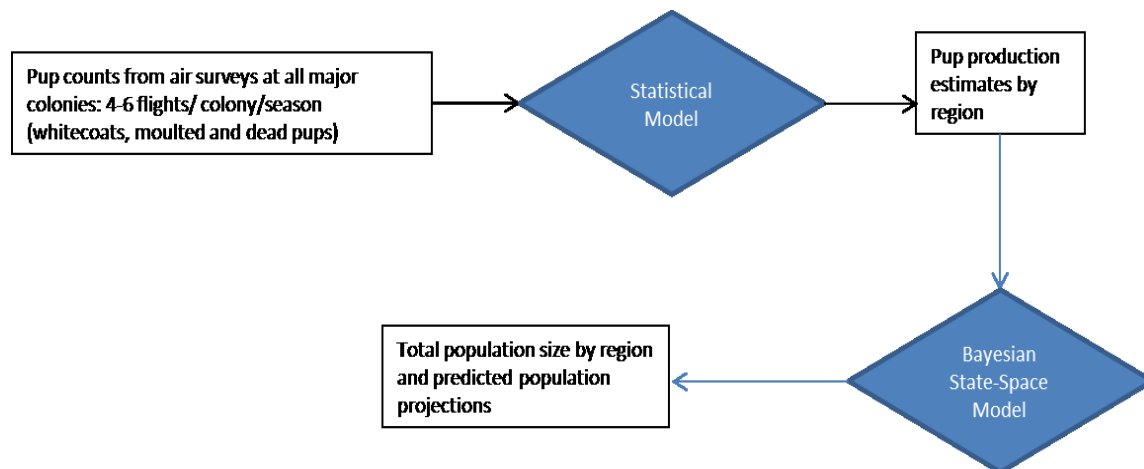 Pup counts from air surveys at all major
colonies: 4-6 flights/ colony/season
(whitecoats, moulted and dead pups)
Statistical
Model
Pup production
estimates by
region
Bayesian
State-Space
Model
Total population size by region
and predicted population
projections